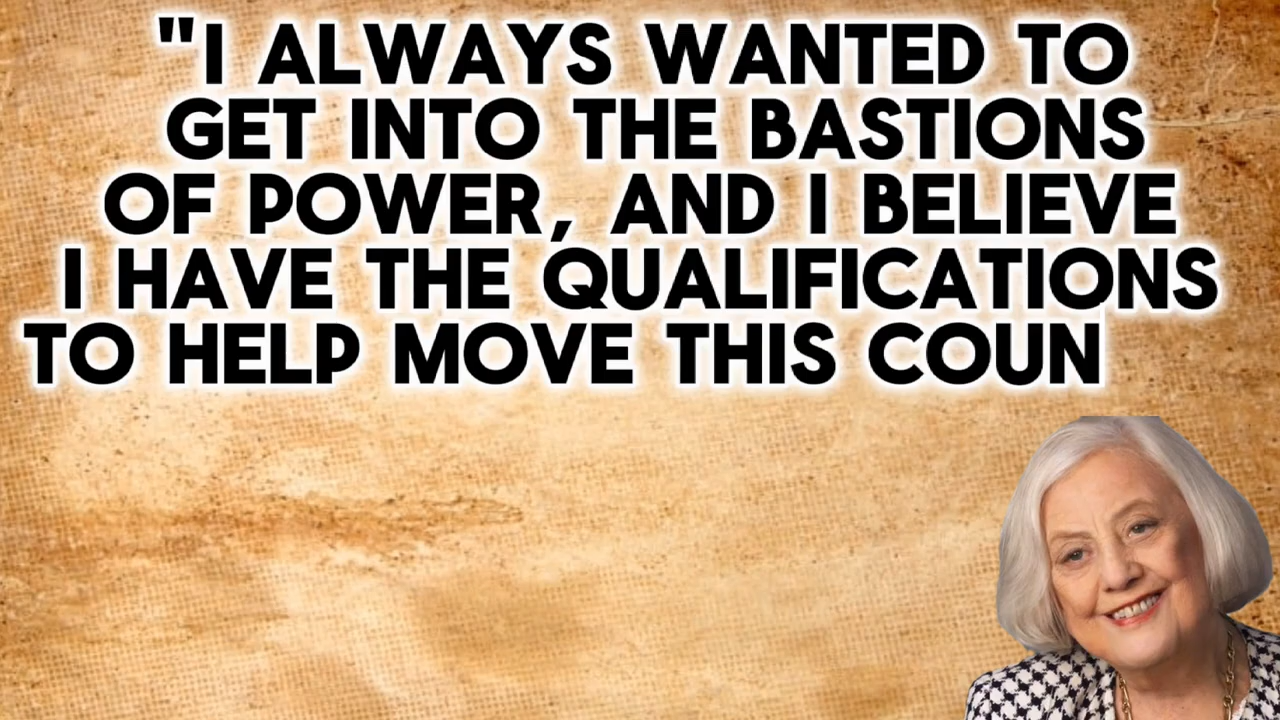 "I ALWAYS WANTED TO
GET INTO THE BASTIONS
OF POWER, AND I BELIEVE
I HAVE THE QUALIFICATIONS
TO HELP MOVE THIS COUN